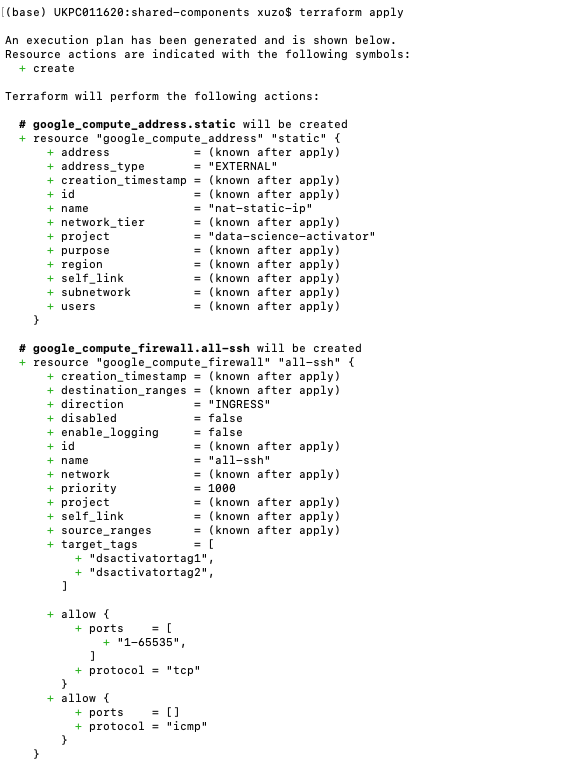 [(base) UKPC011620:shared-components xuzo$ terraform apply
An execution plan has been generated and is shown below.
Resource actions are indicated with the following symbols:
  + create
Terraform will perform the following actions:
  # google_compute_address.static will be created
  + resource "google_compute_address" "static" {
      + address            = (known after apply)
      + address_type       = "EXTERNAL"
      + creation_timestamp = (known after apply)
      + id                 = (known after apply)
      + name               = "nat-static-ip"
      + network_tier       = (known after apply)
      + project            = "data-science-activator"
      + purpose            = (known after apply)
      + region             = (known after apply)
      + self_link          = (known after apply)
      + subnetwork         = (known after apply)
      + users              = (known after apply)
    }
  # google_compute_firewall.all-ssh will be created
  + resource "google_compute_firewall" "all-ssh" {
      + creation_timestamp = (known after apply)
      + destination_ranges = (known after apply)
      + direction          = "INGRESS"
      + disabled           = false
      + enable_logging     = false
      + id                 = (known after apply)
      + name               = "all-ssh"
      + network            = (known after apply)
      + priority           = 1000
      + project            = (known after apply)
      + self_link          = (known after apply)
      + source_ranges      = (known after apply)
      + target_tags        = [
          + "dsactivatortag1",
          + "dsactivatortag2",
        ]
      + allow {
          + ports    = [
              + "1-65535",
            ]
          + protocol = "tcp"
        }
      + allow {
          + ports    = []
          + protocol = "icmp"
        }
    }